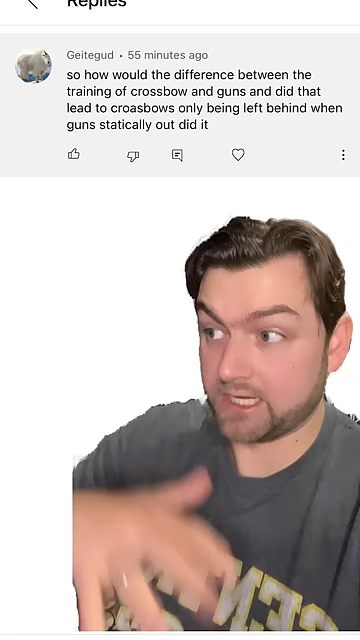 Replies
Geitegud • 55 minutes ago
so how would the difference between the
training of crossbow and guns and did that
lead to croasbows only being left behind when
guns statically out did it